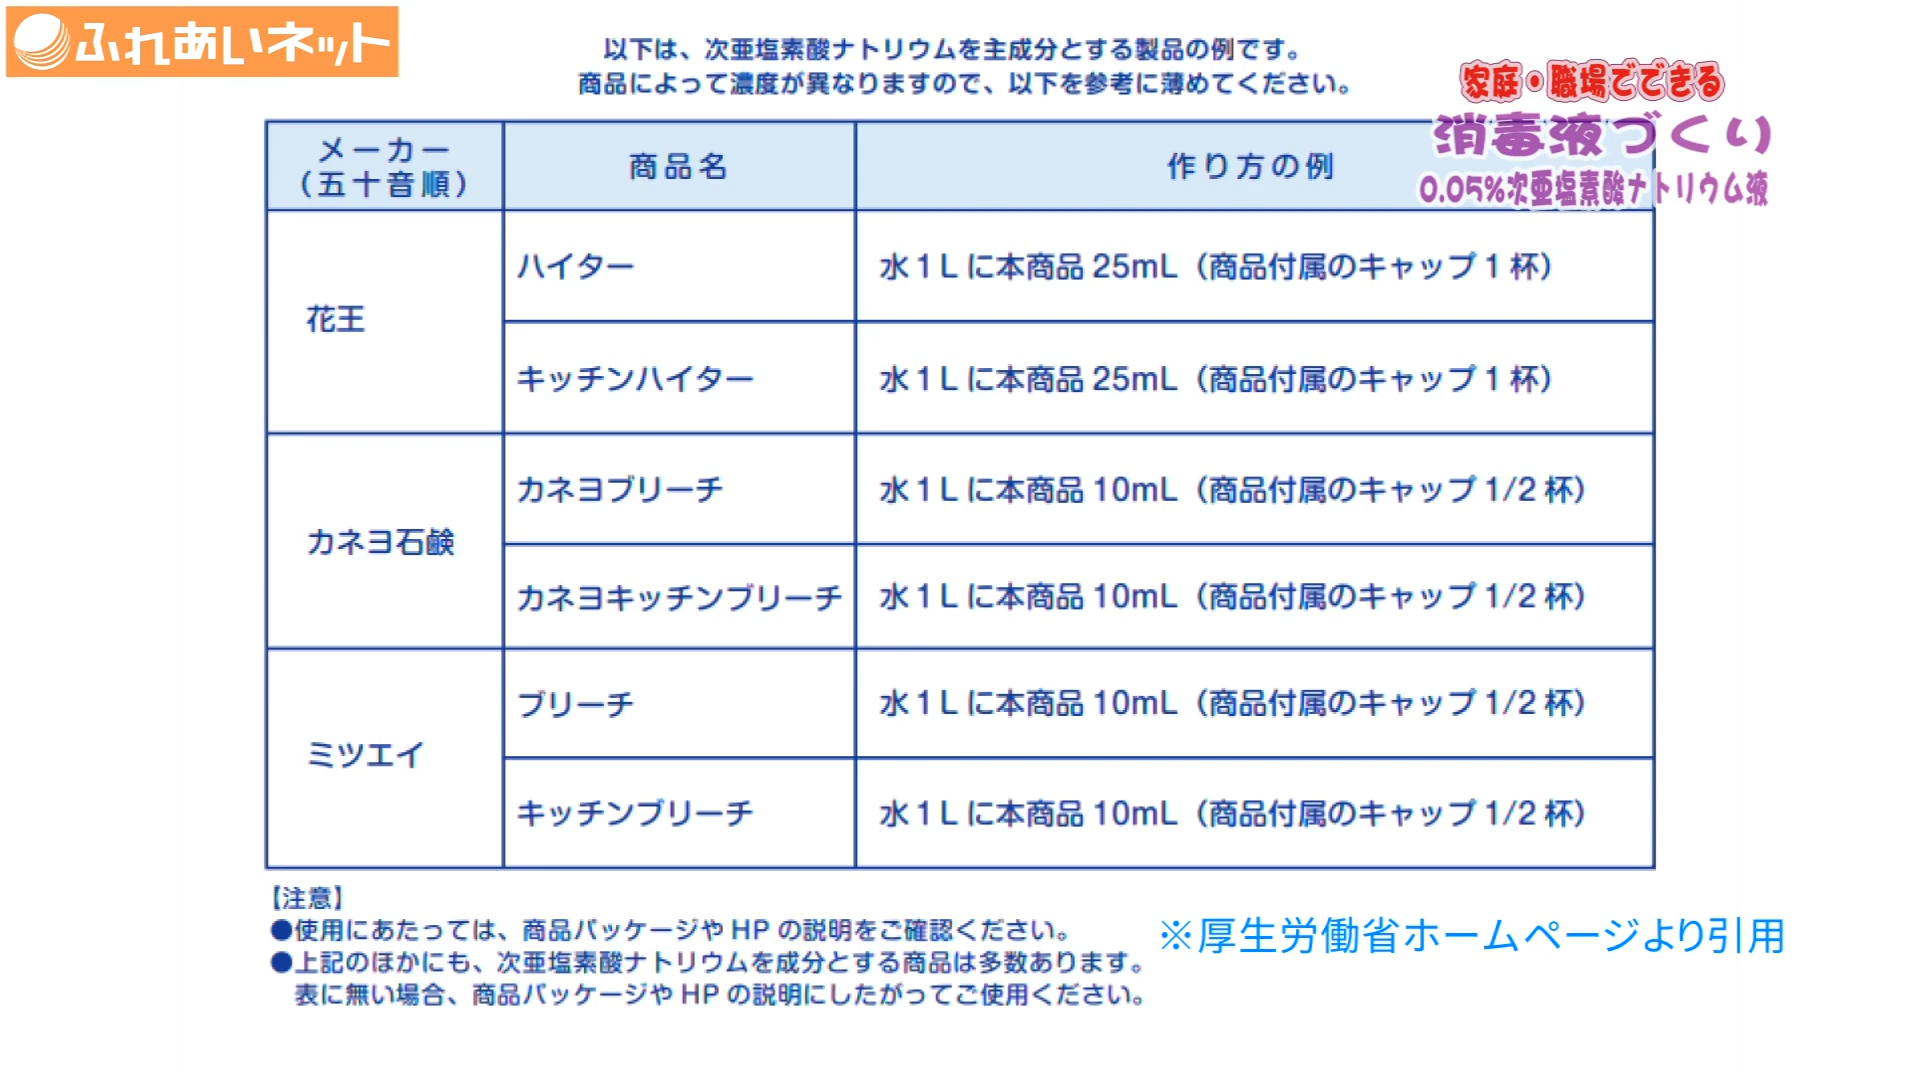 ふれあいネット
以下は、次亜塩素酸ナトリウムを主成分とする製品の例です。
商品によって濃度が異なりますので、以下を参考に薄めてください。
家庭・職場でできる
消毒液づくり
0.05%次亜塩素酸ナトリウム液
メーカー
（五十音順）
商品名
作り方の例
花王
ハイター
水1Lに本商品25mL（商品付属のキャップ1杯）
キッチンハイター
水1Lに本商品25mL（商品付属のキャップ1杯）
カネヨ石鹸
カネヨブリーチ
水1Lに本商品10mL（商品付属のキャップ1/2杯）
カネヨキッチンブリーチ
水1Lに本商品10mL（商品付属のキャップ1/2杯）
ミツエイ
ブリーチ
水1Lに本商品10mL（商品付属のキャップ1/2杯）
キッチンブリーチ
水1Lに本商品10mL（商品付属のキャップ1/2杯）
【注意】
●使用にあたっては、商品パッケージやHPの説明をご確認ください。
●上記のほかにも、次亜塩素酸ナトリウムを成分とする商品は多数あります。
表に無い場合、商品パッケージやHPの説明にしたがってご使用ください。
※厚生労働省ホームページより引用